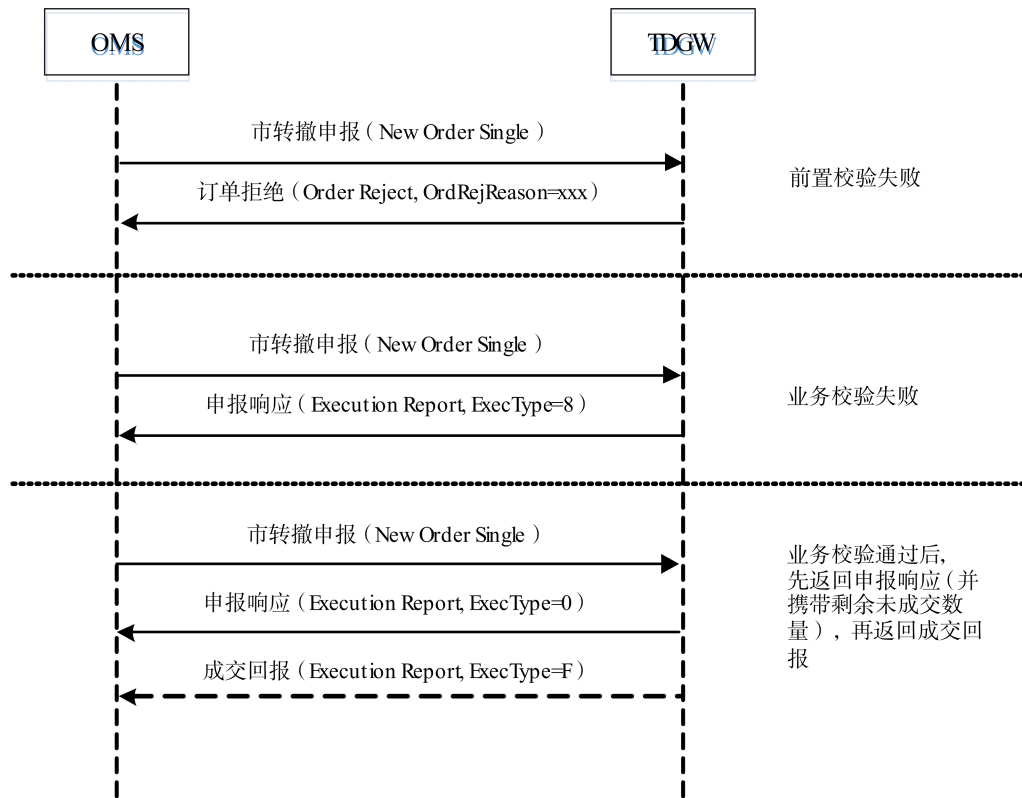 OMS
TDGW
市转撤申报（New Order Single）
订单拒绝（Order Reject, OrdRejReason=xxx）
前置校验失败
市转撤申报（New Order Single）
申报响应（Execution Report, ExecType=8）
业务校验失败
市转撤申报（New Order Single）
申报响应（Execution Report, ExecType=0）
成交回报（Execution Report, ExecType=F）
业务校验通过后,
先返回申报响应（并
携带剩余未成交数
量）, 再返回成交回
报